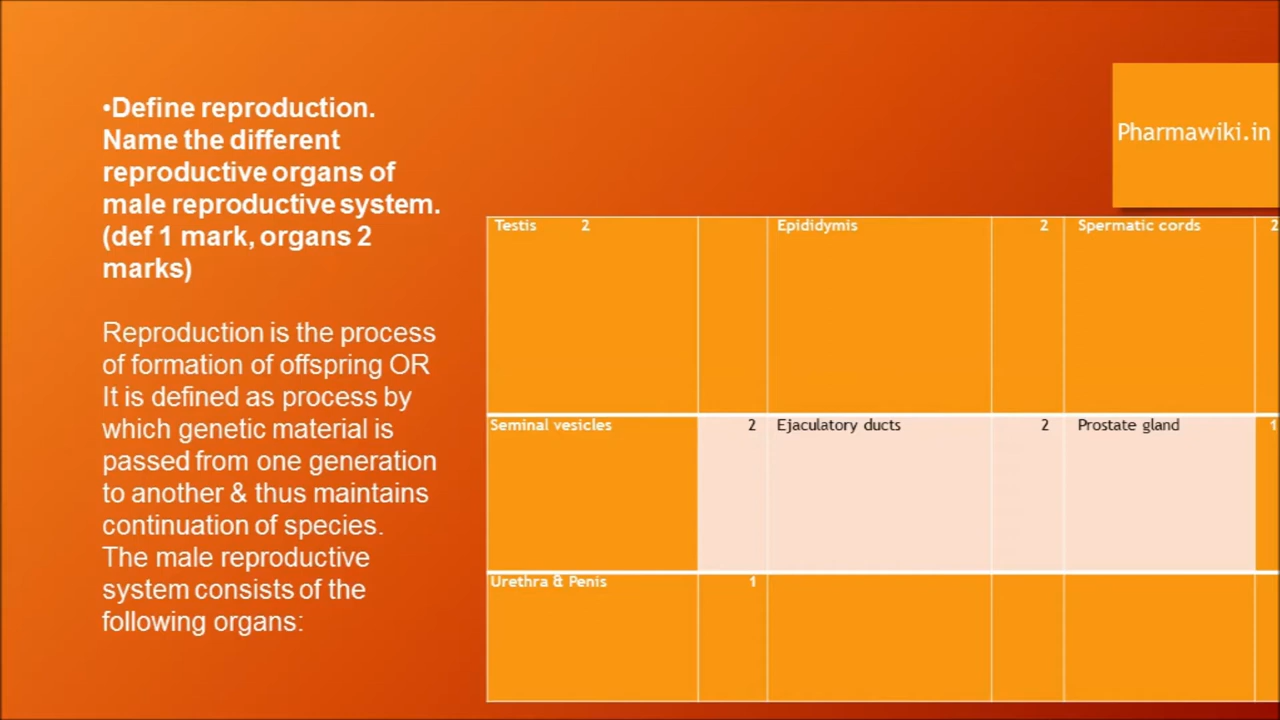 •Define reproduction.
Name the different
reproductive organs of
male reproductive system.
(def 1 mark, organs 2
marks)
Reproduction is the process
of formation of offspring OR
It is defined as process by
which genetic material is
passed from one generation
to another & thus maintains
continuation of species.
The male reproductive
system consists of the
following organs:
Pharmawiki.in
Testis 2 Epididymis 2 Spermatic cords 2
Seminal vesicles 2 Ejaculatory ducts 2 Prostate gland 1
Urethra & Penis 1